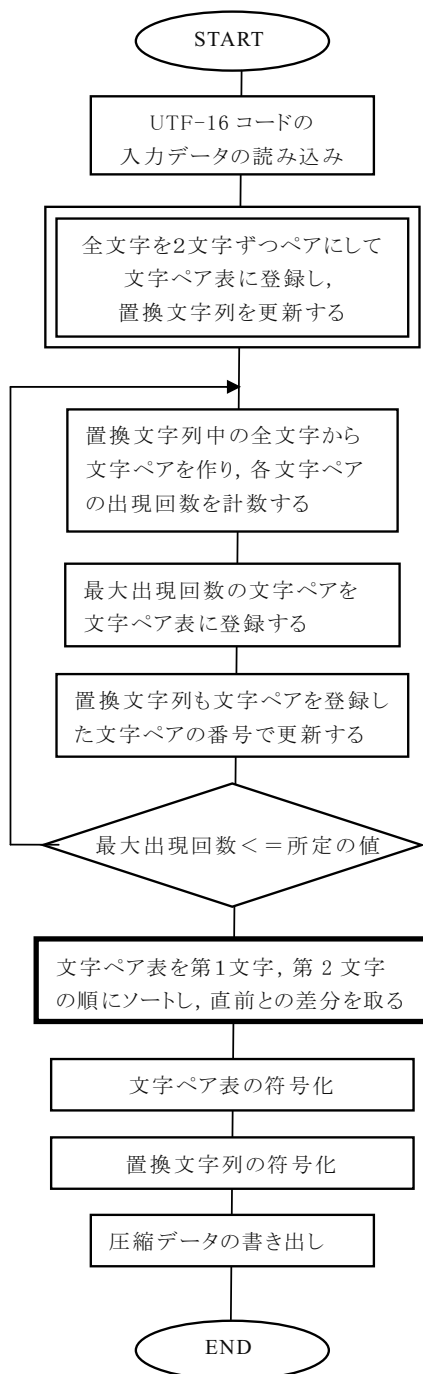 START
UTF-16 コードの
入力データの読み込み
全文字を2文字ずつペアにして
文字ペア表に登録し,
置換文字列を更新する
置換文字列中の全文字から
文字ペアを作り, 各文字ペア
の出現回数を計数する
最大出現回数の文字ペアを
文字ペア表に登録する
置換文字列も文字ペアを登録し
た文字ペアの番号で更新する
最大出現回数<=所定の値
文字ペア表を第1文字, 第2文字
の順にソートし, 直前との差分を取る
文字ペア表の符号化
置換文字列の符号化
圧縮データの書き出し
END